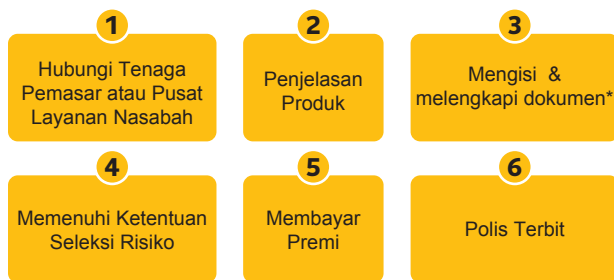 1
Hubungi Tenaga
Pemasar atau Pusat
Layanan Nasabah
2
Penjelasan
Produk
3
Mengisi & 
melengkapi dokumen*
4
Memenuhi Ketentuan
Seleksi Risiko
5
Membayar
Premi
6
Polis Terbit